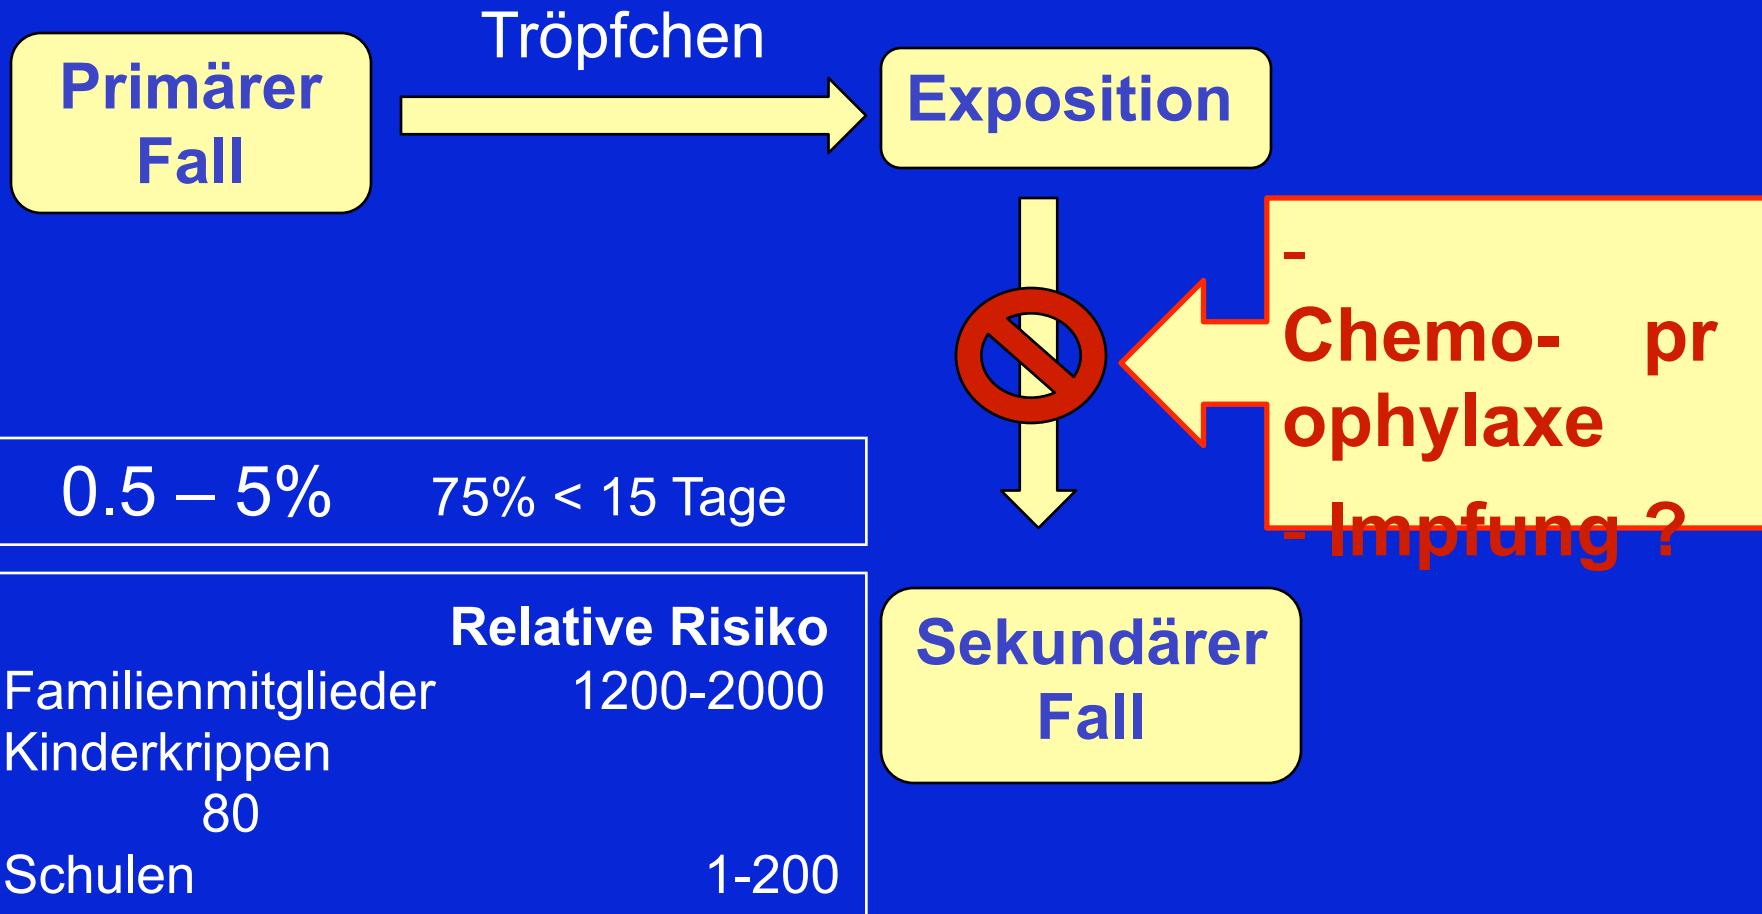 Tröpfchen
Primärer
Fall
Exposition
-
Chemo- pr
ophylaxe
- Impfung ?
0.5 – 5% 75% < 15 Tage
Relative Risiko
Familienmitglieder 1200-2000
Kinderkrippen
80
Schulen 1-200
Sekundärer
Fall